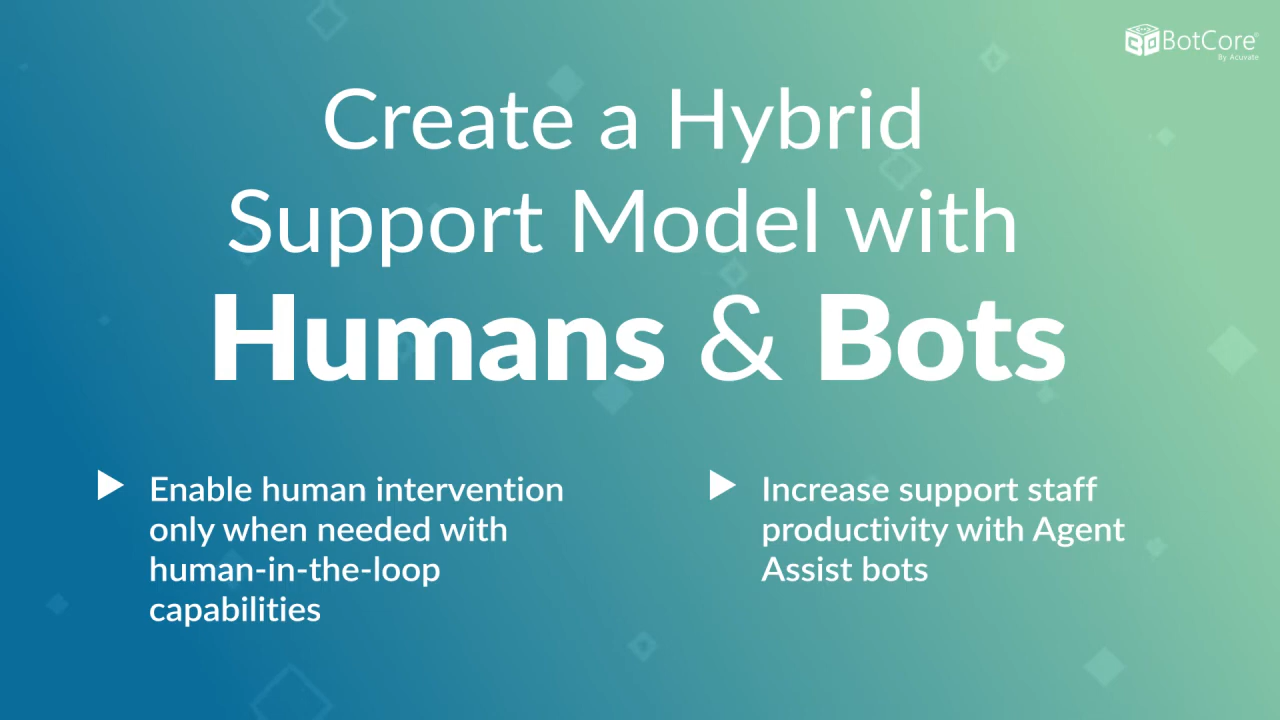 BotCore
By Acuvate
Create a Hybrid
Support Model with
Humans & Bots
Enable human intervention
only when needed with
human-in-the-loop
capabilities
Increase support staff
productivity with Agent
Assist bots